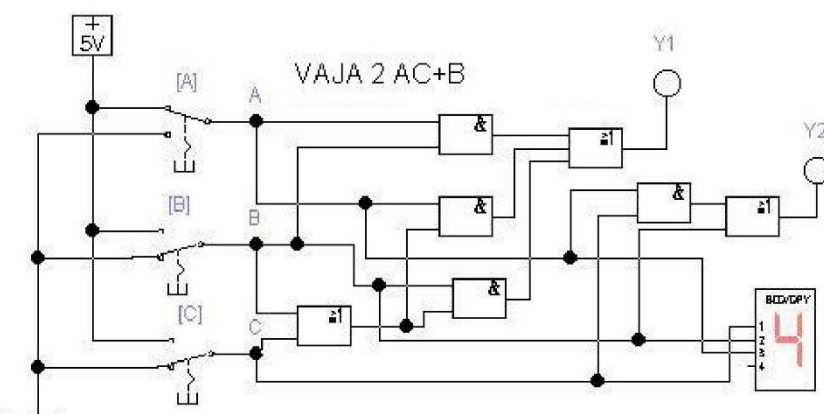 +
5V
[A]
A
VAJA 2 AC+B
Y1
&
≥1
Y2
[B]
B
&
&
≥1
[C]
C
≥1
&
BCD/DPY
1
2
3
4
4